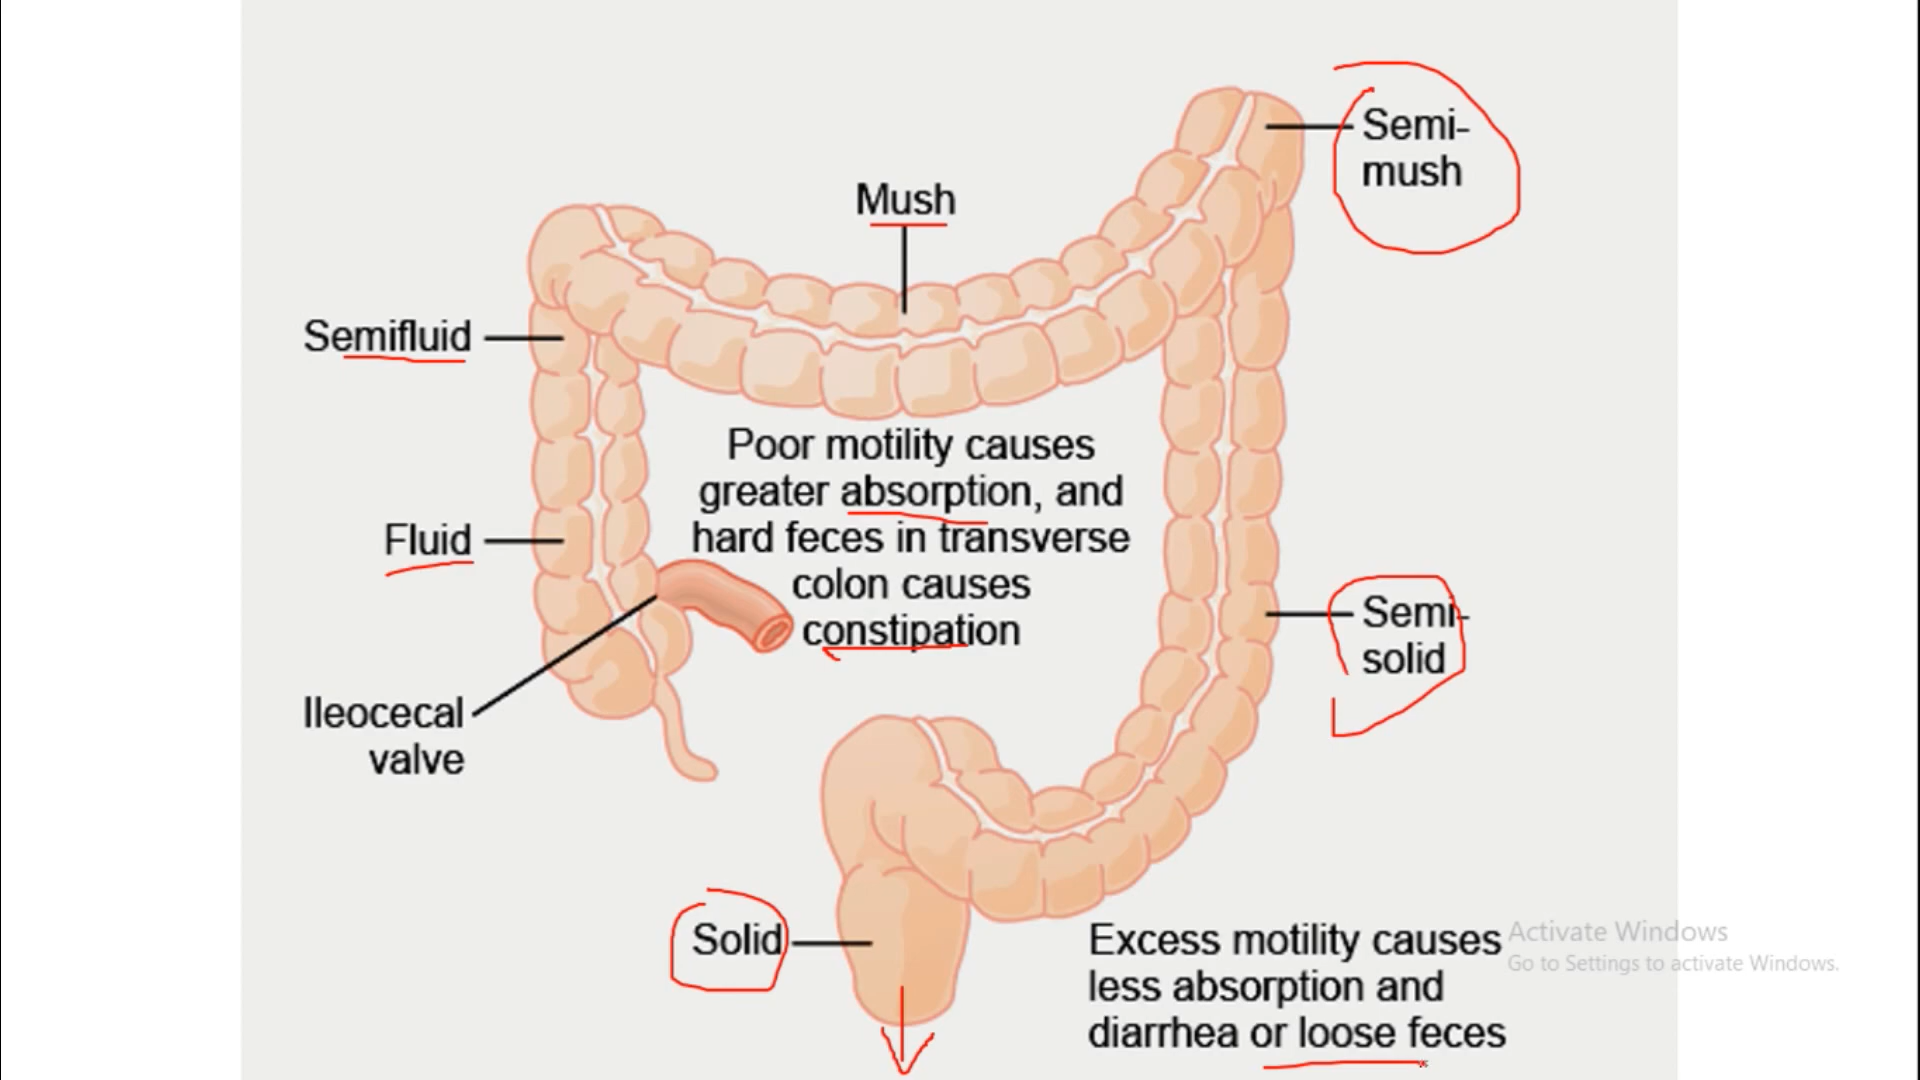 Semi-
mush
Mush
Semifluid
Poor motility causes
greater absorption, and
hard feces in transverse
colon causes
constipation
Fluid
Semi-
solid
Ileocecal
valve
Solid
Excess motility causes
less absorption and
diarrhea or loose feces
Activate Windows
Go to Settings to activate Windows.